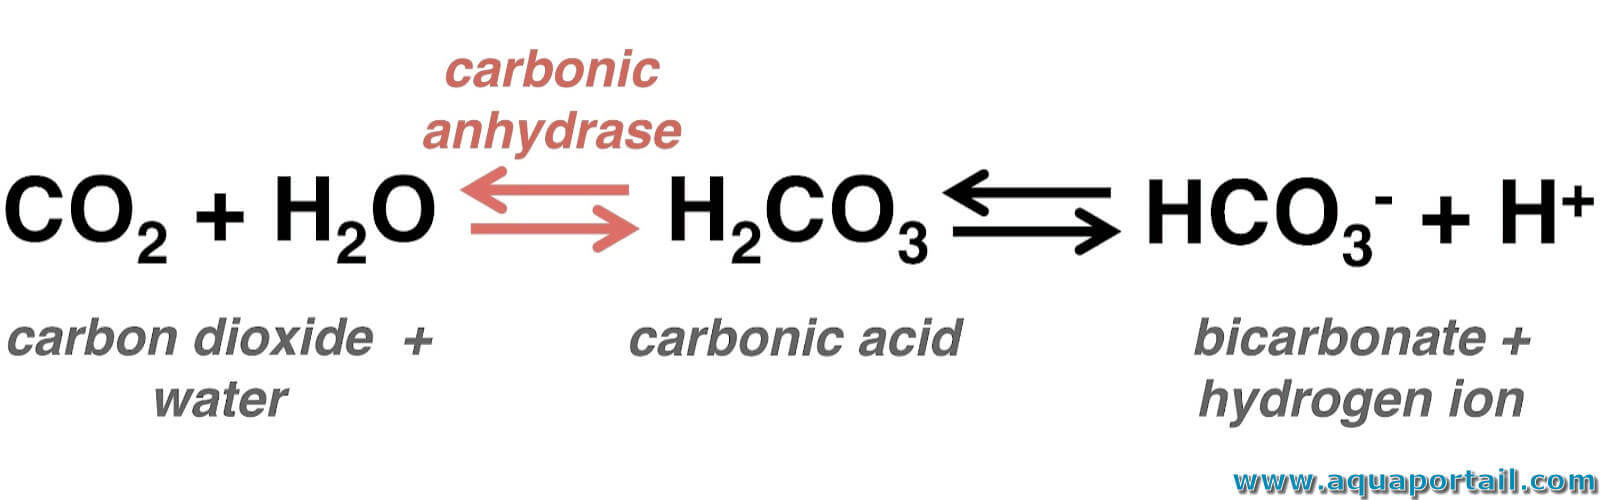 carbonic
anhydrase
CO₂ + H₂O ⇌ H₂CO₃ ⇌ HCO₃⁻ + H⁺
carbon dioxide + carbonic acid bicarbonate +
water hydrogen ion
www.aquaportail.com